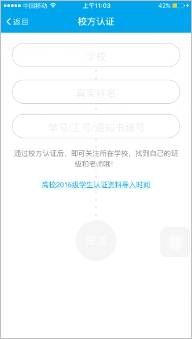 中国移动 上午11:03 42%
返回 校方认证
学校
真实姓名
学号/工号/通知书编号
通过校方认证后，即可关注所在学校，找到自己的班
级和老师哦！
高校2016级学生认证资料导入时间